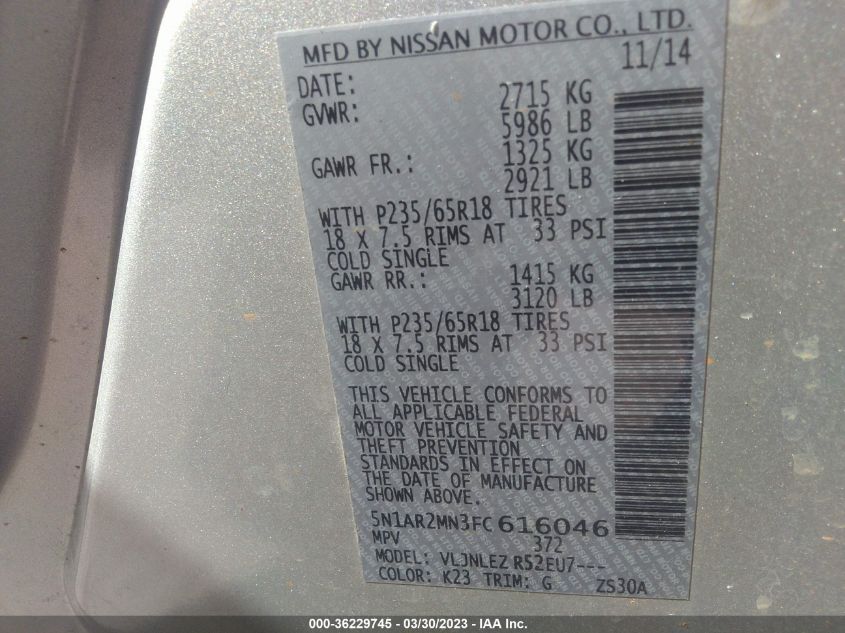 MFD BY NISSAN MOTOR CO., LTD.
DATE: 11/14
GVWR: 2715 KG
5986 LB
GAWR FR.: 1325 KG
2921 LB
WITH P235/65R18 TIRES
18 X 7.5 RIMS AT 33 PSI
COLD SINGLE
GAWR RR.: 1415 KG
3120 LB
WITH P235/65R18 TIRES
18 X 7.5 RIMS AT 33 PSI
COLD SINGLE
THIS VEHICLE CONFORMS TO
ALL APPLICABLE FEDERAL
MOTOR VEHICLE SAFETY AND
THEFT PREVENTION
STANDARDS IN EFFECT ON
THE DATE OF MANUFACTURE
SHOWN ABOVE.
5N1AR2MN3FC616046
MPV 372
MODEL: VLJNLEZ R52EU7---
COLOR: K23 TRIM: G ZS30A
000-36229745 — 03/30/2023 - IAA Inc.